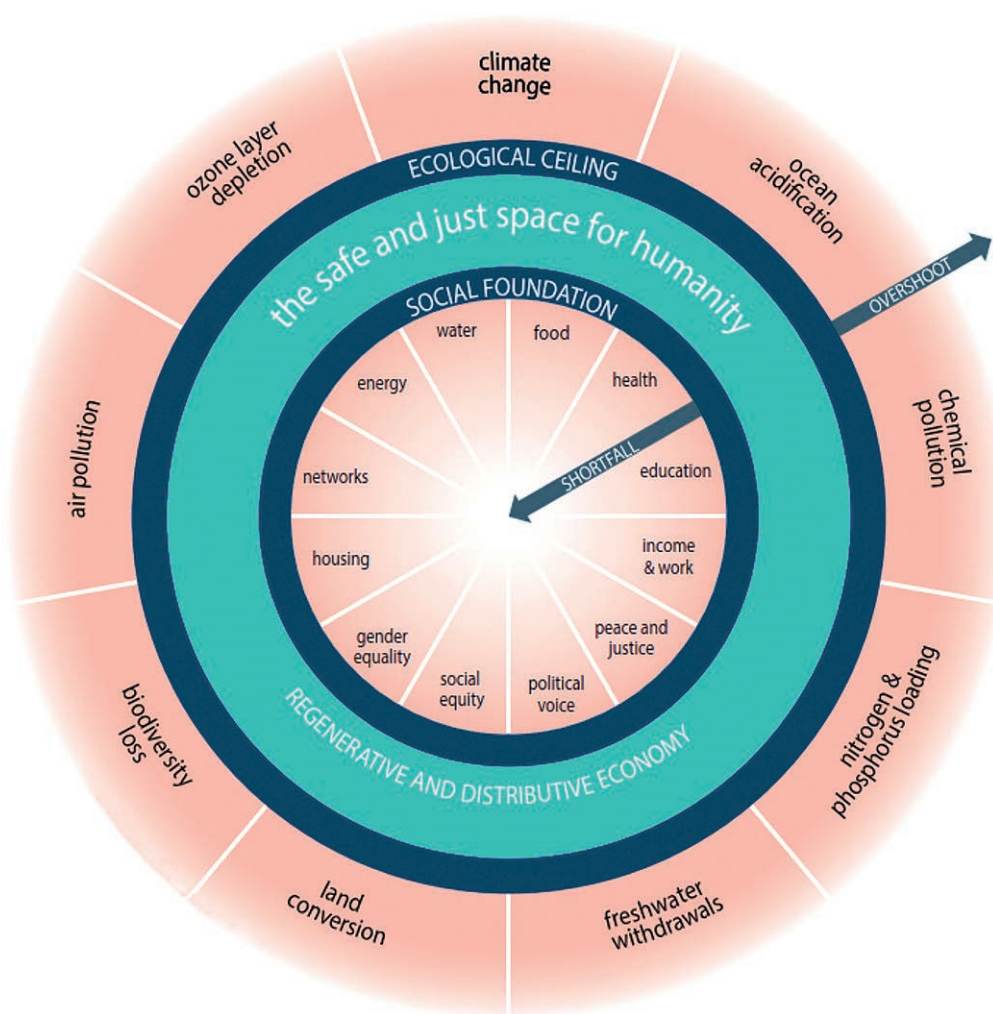 climate
change
ocean
acidification
OVERSHOOT
chemical
pollution
nitrogen &
phosphorus loading
freshwater
withdrawals
land
conversion
biodiversity
loss
air pollution
ozone layer
depletion
ECOLOGICAL CEILING
the safe and just space for humanity
SOCIAL FOUNDATION
water
food
health
SHORTFALL
education
income
& work
peace and
justice
political
voice
social
equity
gender
equality
housing
networks
energy
REGENERATIVE AND DISTRIBUTIVE ECONOMY